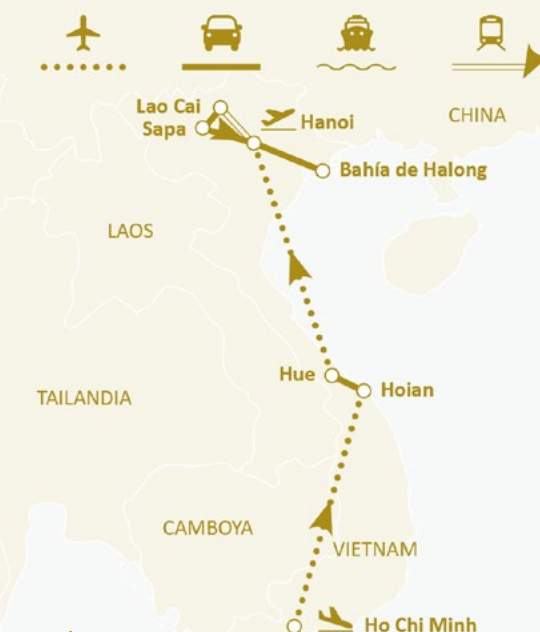 Lao Cai
Sapa
Hanoi
CHINA
Bahía de Halong
LAOS
Hue
Hoian
TAILANDIA
CAMBOYA
VIETNAM
Ho Chi Minh